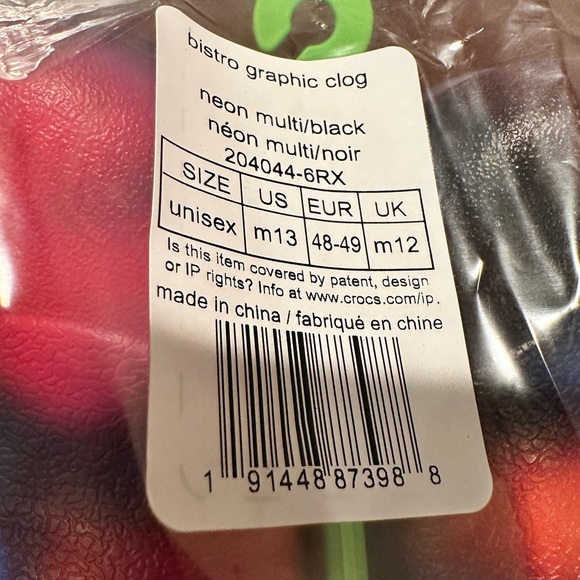 bistro graphic clog
neon multi/black
néon multi/noir
204044-6RX
SIZE US EUR UK
unisex m13 48-49 m12
Is this item covered by patent, design
or IP rights? Info at www.crocs.com/ip.
made in china / fabriqué en chine
1 91448 87398 8